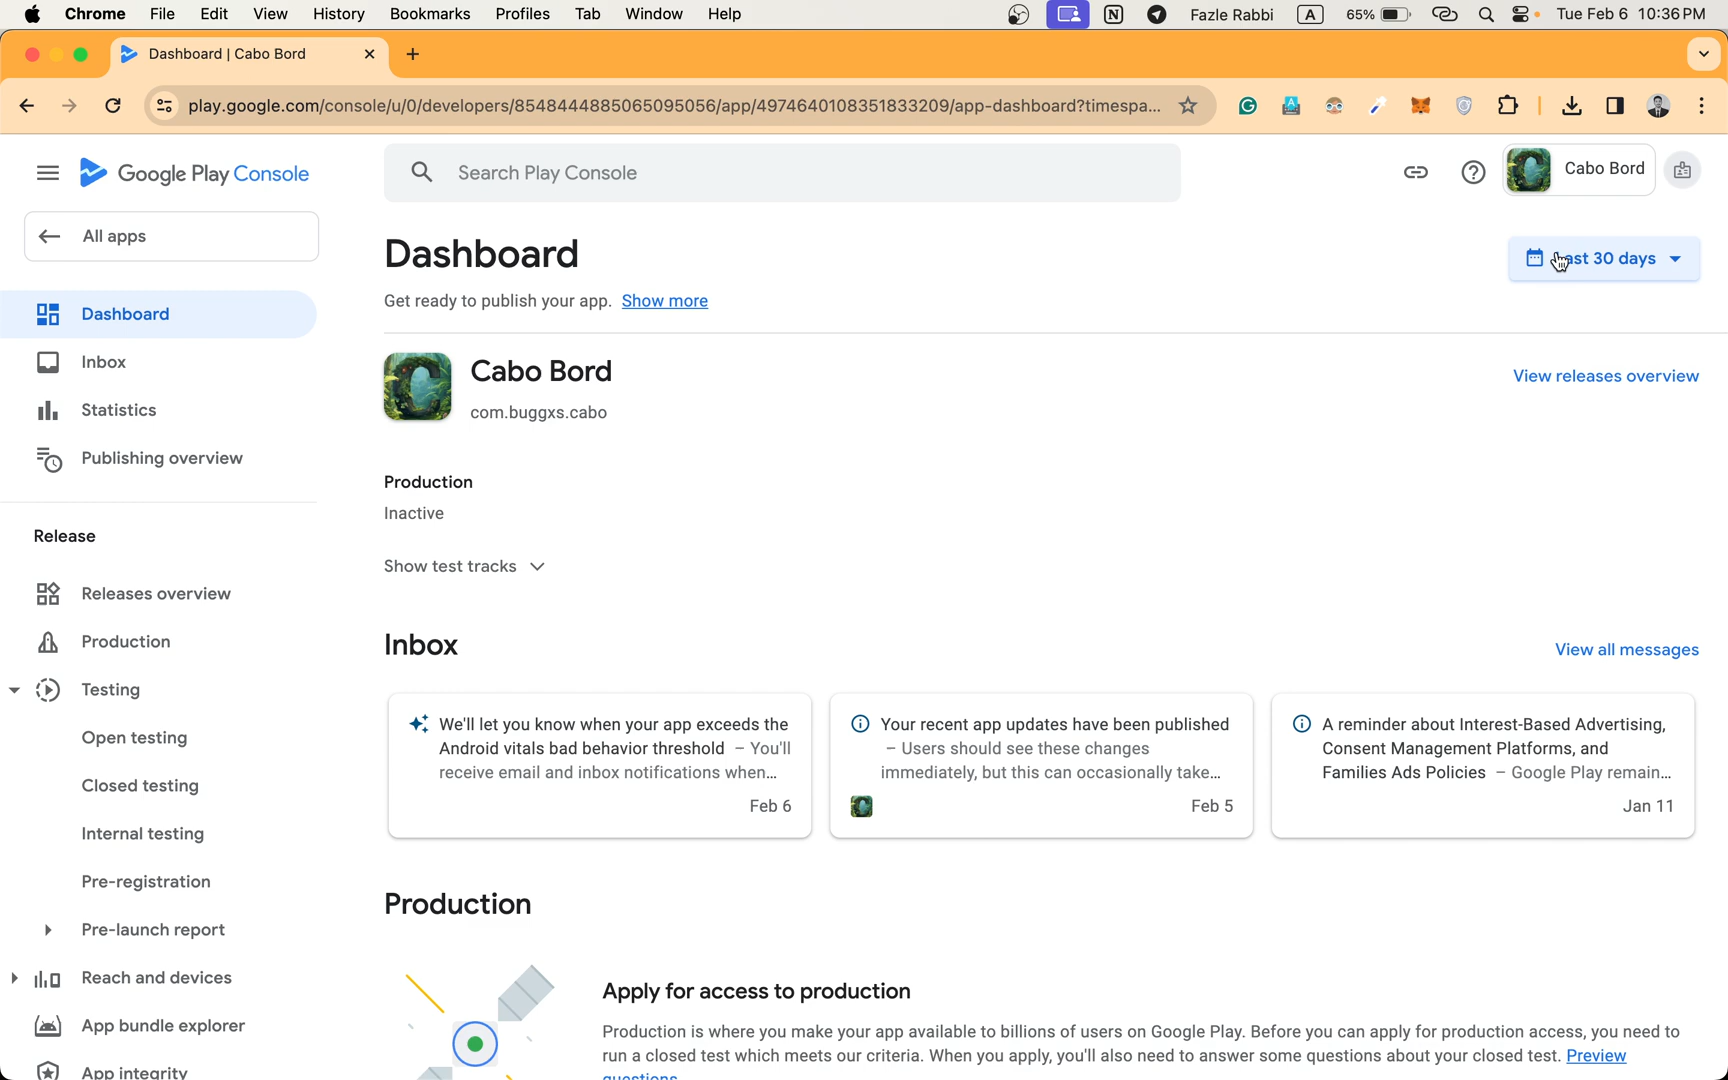 Chrome File Edit View History Bookmarks Profiles Tab Window Help Fazle Rabbi A 65% Tue Feb 6 10:36 PM
Dashboard | Cabo Bord
play.google.com/console/u/0/developers/8548444885065095056/app/4974640108351833209/app-dashboard?timespa...
Google Play Console
Search Play Console
Cabo Bord
All apps
Dashboard
Inbox
Statistics
Publishing overview
Release
Releases overview
Production
Testing
Open testing
Closed testing
Internal testing
Pre-registration
Pre-launch report
Reach and devices
App bundle explorer
App integrity
Dashboard
30 days
Get ready to publish your app. Show more
Cabo Bord
com.buggxs.cabo
View releases overview
Production
Inactive
Show test tracks
Inbox
View all messages
We'll let you know when your app exceeds the
Android vitals bad behavior threshold – You'll
receive email and inbox notifications when...
Feb 6
Your recent app updates have been published
– Users should see these changes
immediately, but this can occasionally take...
Feb 5
A reminder about Interest-Based Advertising,
Consent Management Platforms, and
Families Ads Policies – Google Play remain...
Jan 11
Production
Apply for access to production
Production is where you make your app available to billions of users on Google Play. Before you can apply for production access, you need to
run a closed test which meets our criteria. When you apply, you'll also need to answer some questions about your closed test. Preview
questions